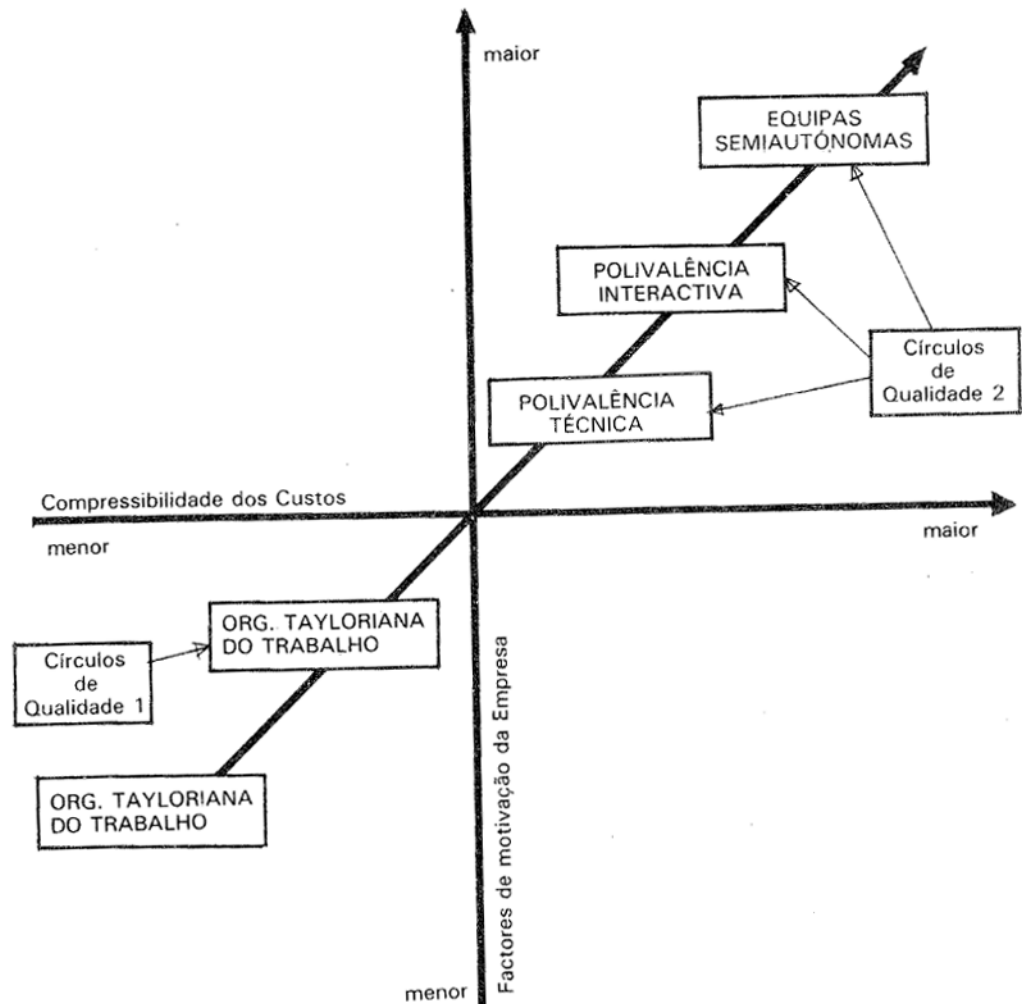 maior
EQUIPAS
SEMIAUTÓNOMAS
POLIVALÊNCIA
INTERACTIVA
Círculos
de
Qualidade 2
POLIVALÊNCIA
TÉCNICA
Compressibilidade dos Custos
menor
maior
ORG. TAYLORIANA
DO TRABALHO
Círculos
de
Qualidade 1
Factores de motivação da Empresa
ORG. TAYLORIANA
DO TRABALHO
menor